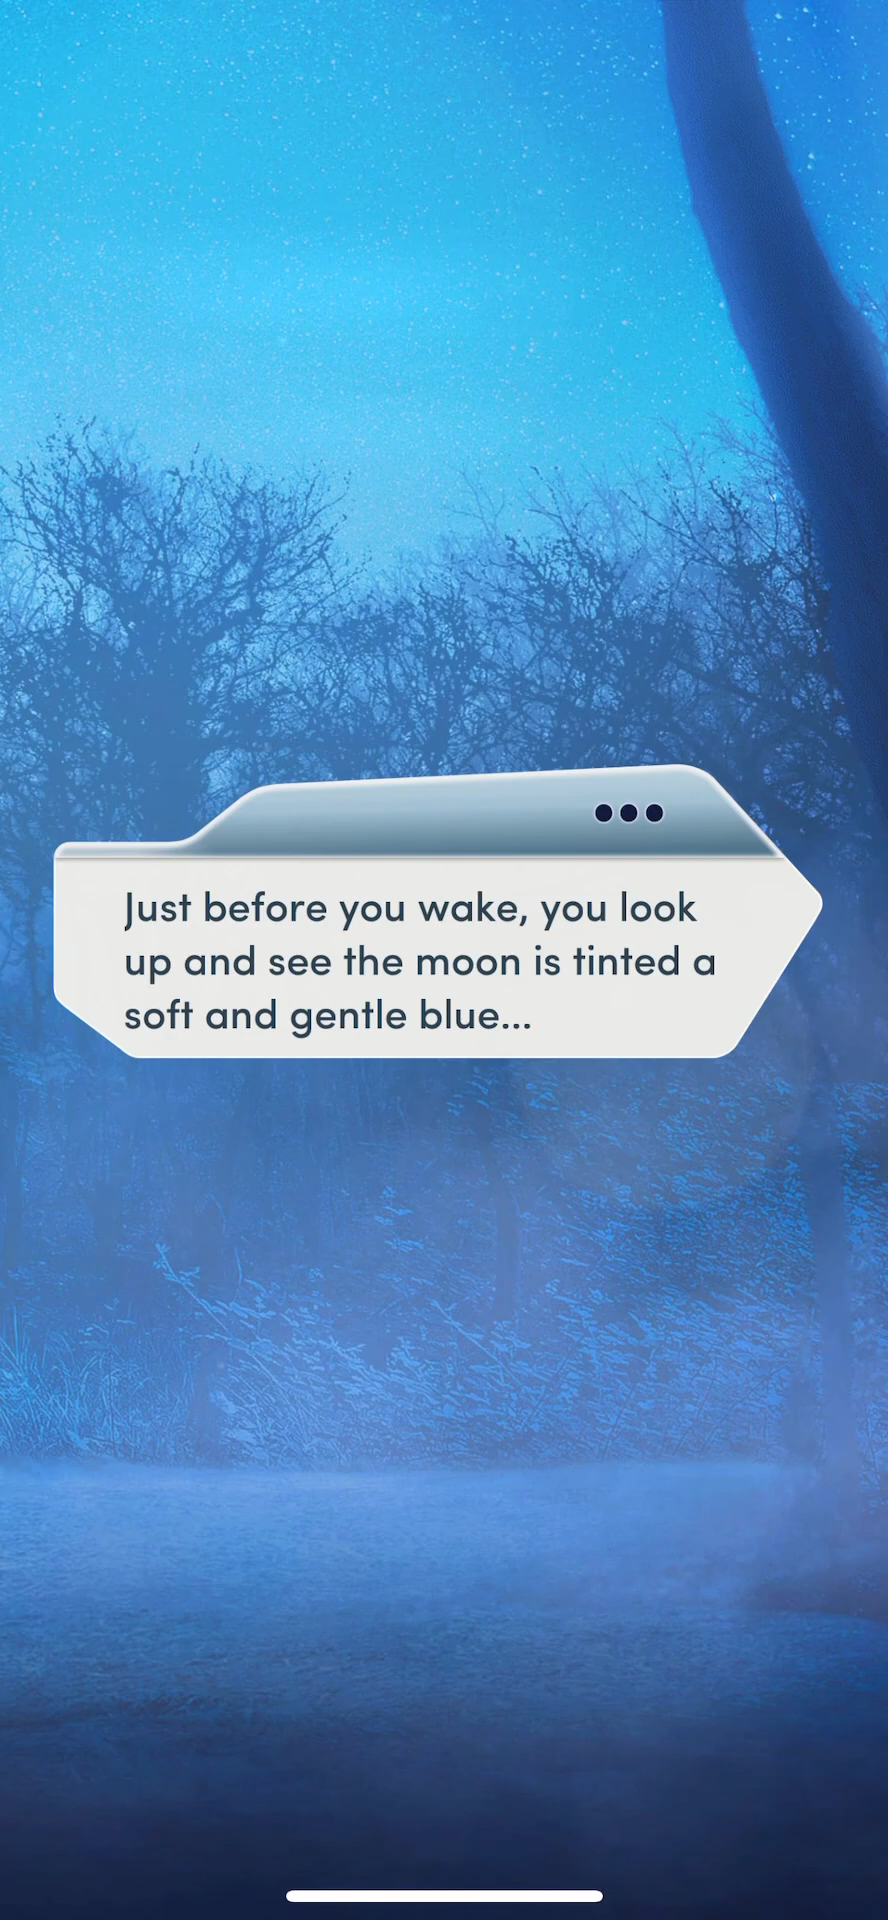 Just before you wake, you look
up and see the moon is tinted a
soft and gentle blue...